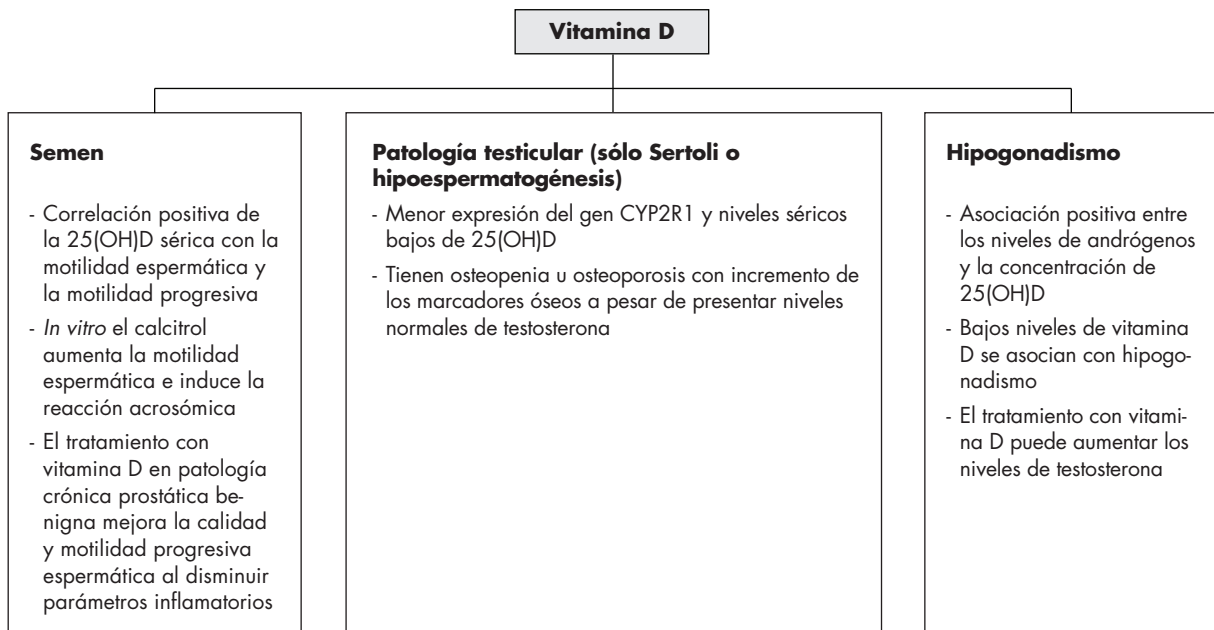 Vitamina D
Semen
- Correlación positiva de
la 25(OH)D sérica con la
motilidad espermática y
la motilidad progresiva
- In vitro el calcitrol
aumenta la motilidad
espermática e induce la
reacción acrosómica
- El tratamiento con
vitamina D en patología
crónica prostática be-
nigna mejora la calidad
y motilidad progresiva
espermática al disminuir
parámetros inflamatorios
Patología testicular (sólo Sertoli o
hipoespermatogénesis)
- Menor expresión del gen CYP2R1 y niveles séricos
bajos de 25(OH)D
- Tienen osteopenia u osteoporosis con incremento de
los marcadores óseos a pesar de presentar niveles
normales de testosterona
Hipogonadismo
- Asociación positiva entre
los niveles de andrógenos
y la concentración de
25(OH)D
- Bajos niveles de vitamina
D se asocian con hipogo-
nadismo
- El tratamiento con vitami-
na D puede aumentar los
niveles de testosterona